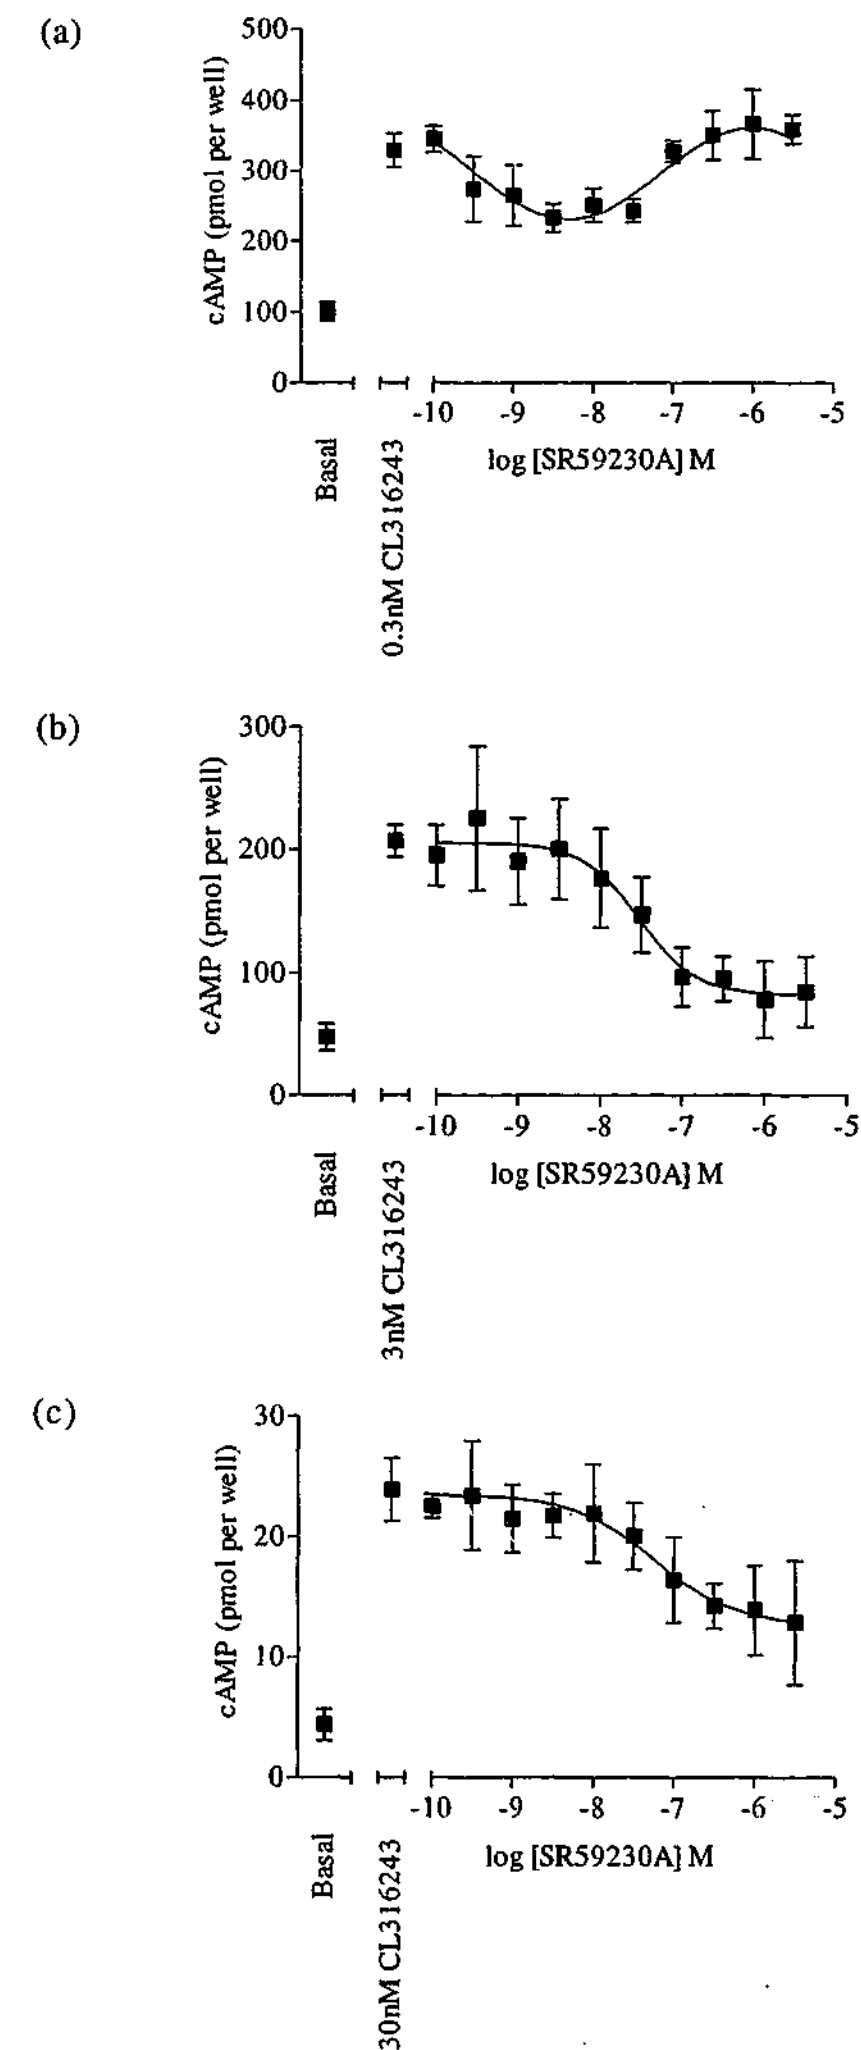 (a)
500
400
300
200
100
0
cAMP (pmol per well)
-10 -9 -8 -7 -6 -5
log [SR59230A] M
Basal
0.3nM CL316243
(b)
300
200
100
0
cAMP (pmol per well)
-10 -9 -8 -7 -6 -5
log [SR59230A] M
Basal
3nM CL316243
(c)
30
20
10
0
cAMP (pmol per well)
-10 -9 -8 -7 -6 -5
log [SR59230A] M
Basal
30nM CL316243